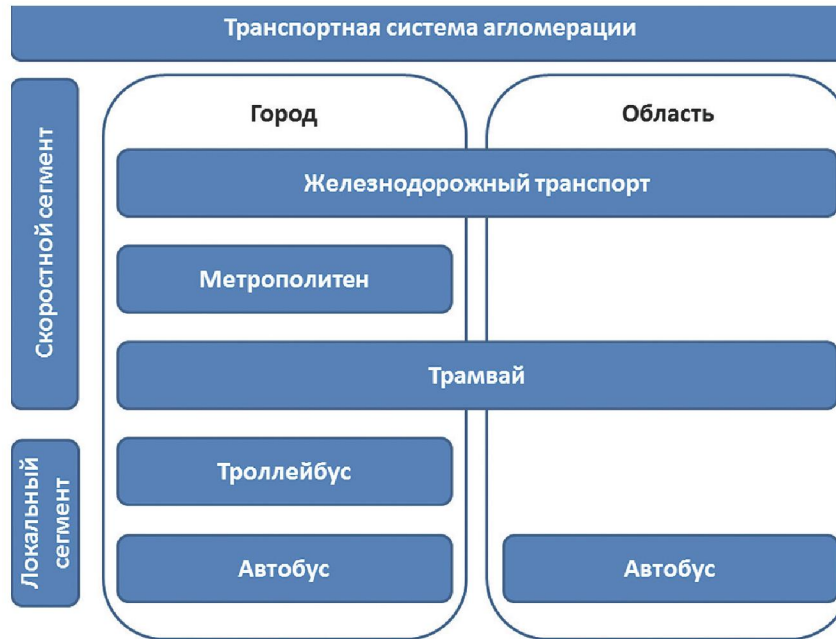 Транспортная система агломерации
Скоростной сегмент
Город
Область
Железнодорожный транспорт
Метрополитен
Трамвай
Локальный
сегмент
Троллейбус
Автобус
Автобус